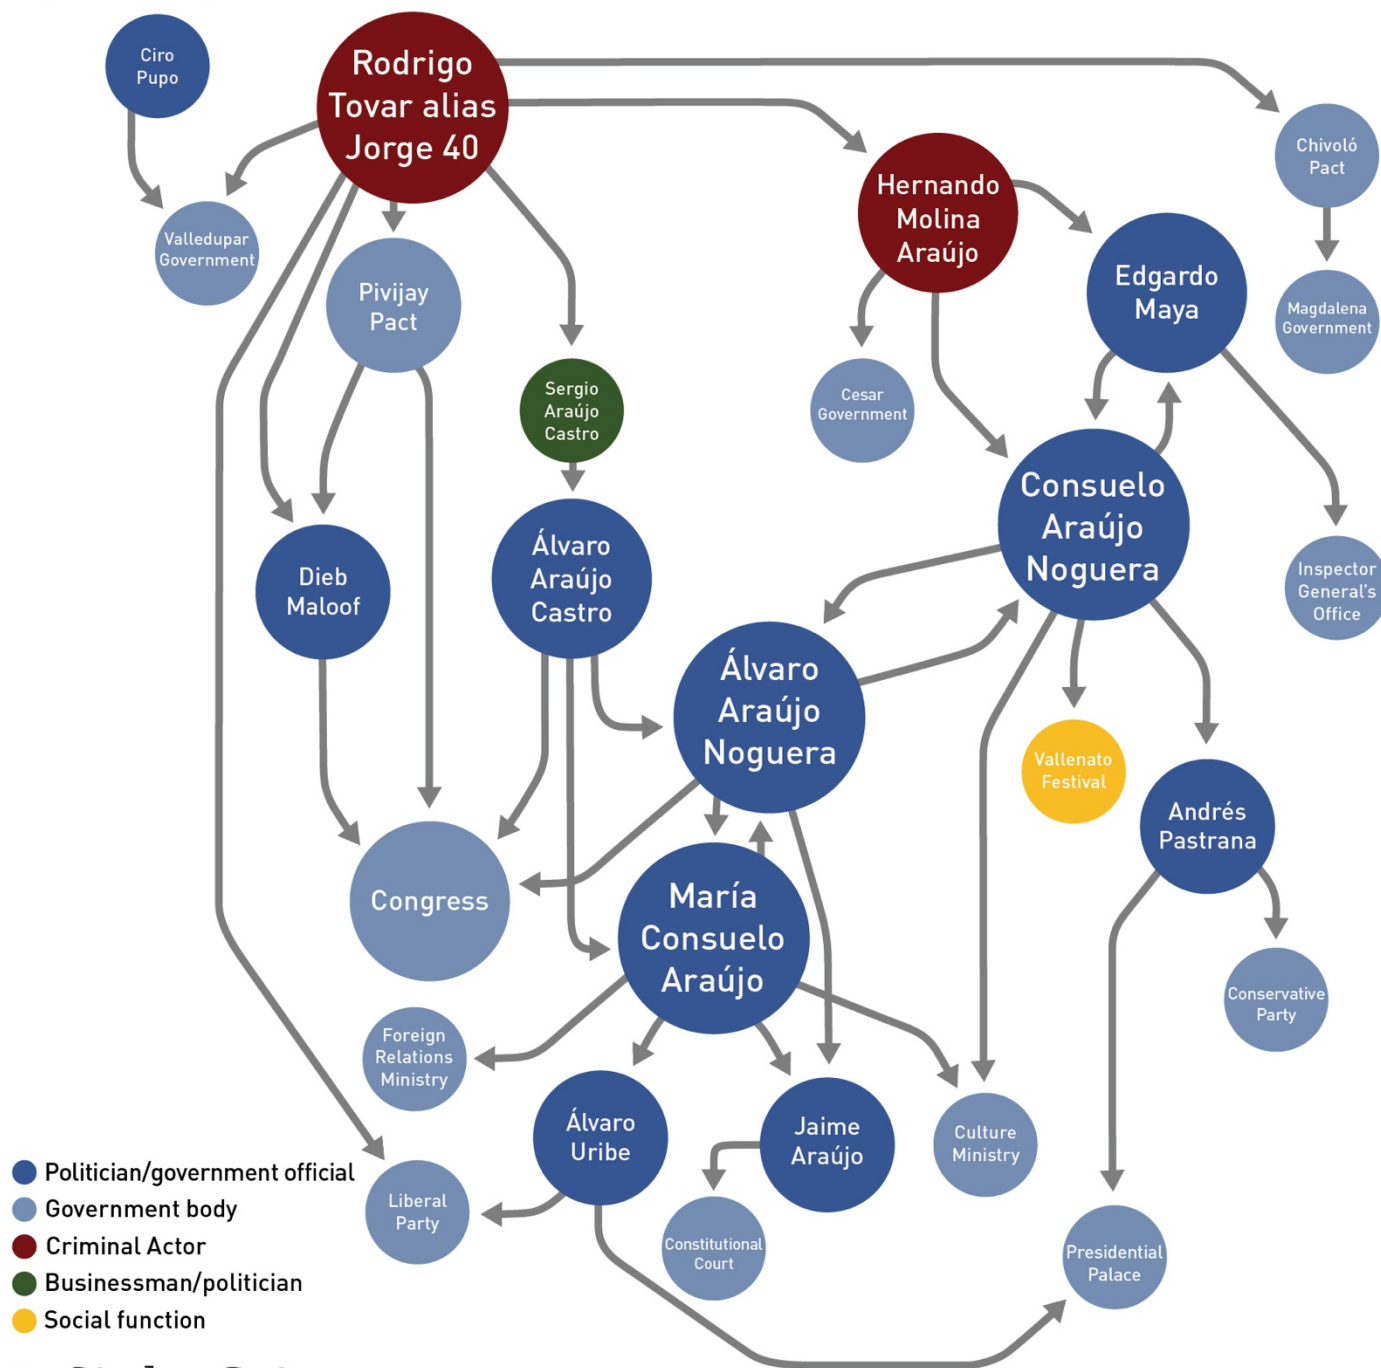 Ciro
Pupo
Rodrigo
Tovar alias
Jorge 40
Chivoló
Pact
Hernando
Molina
Araújo
Valledupar
Government
Edgardo
Maya
Pivijay
Pact
Magdalena
Government
Sergio
Araújo
Castro
Cesar
Government
Consuelo
Araújo
Noguera
Álvaro
Araújo
Castro
Dieb
Maloof
Inspector
General's
Office
Álvaro
Araújo
Noguera
Vallenato
Festival
Andrés
Pastrana
Congress
María
Consuelo
Araújo
Conservative
Party
Foreign
Relations
Ministry
Álvaro
Uribe
Jaime
Araújo
Culture
Ministry
Liberal
Party
Constitutional
Court
Presidential
Palace
Politician/government official
Government body
Criminal Actor
Businessman/politician
Social function